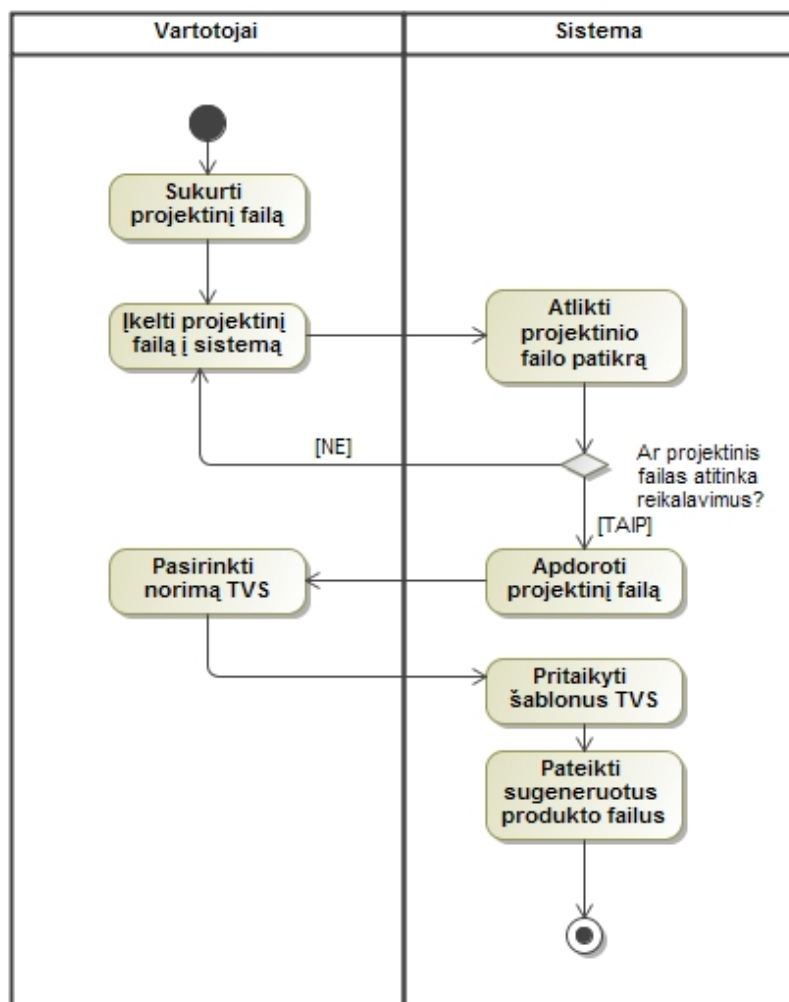 Vartotojai
Sistema
Sukurti
projektinį failą
Įkelti projektinį
failą į sistemą
Atlikti
projektinio
failo patikrą
[NE]
Ar projektinis
failas atitinka
reikalavimus?
[TAIP]
Pasirinkti
norimą TVS
Apdoroti
projektinį failą
Pritaikyti
šablonus TVS
Pateikti
sugeneruotus
produkto failus